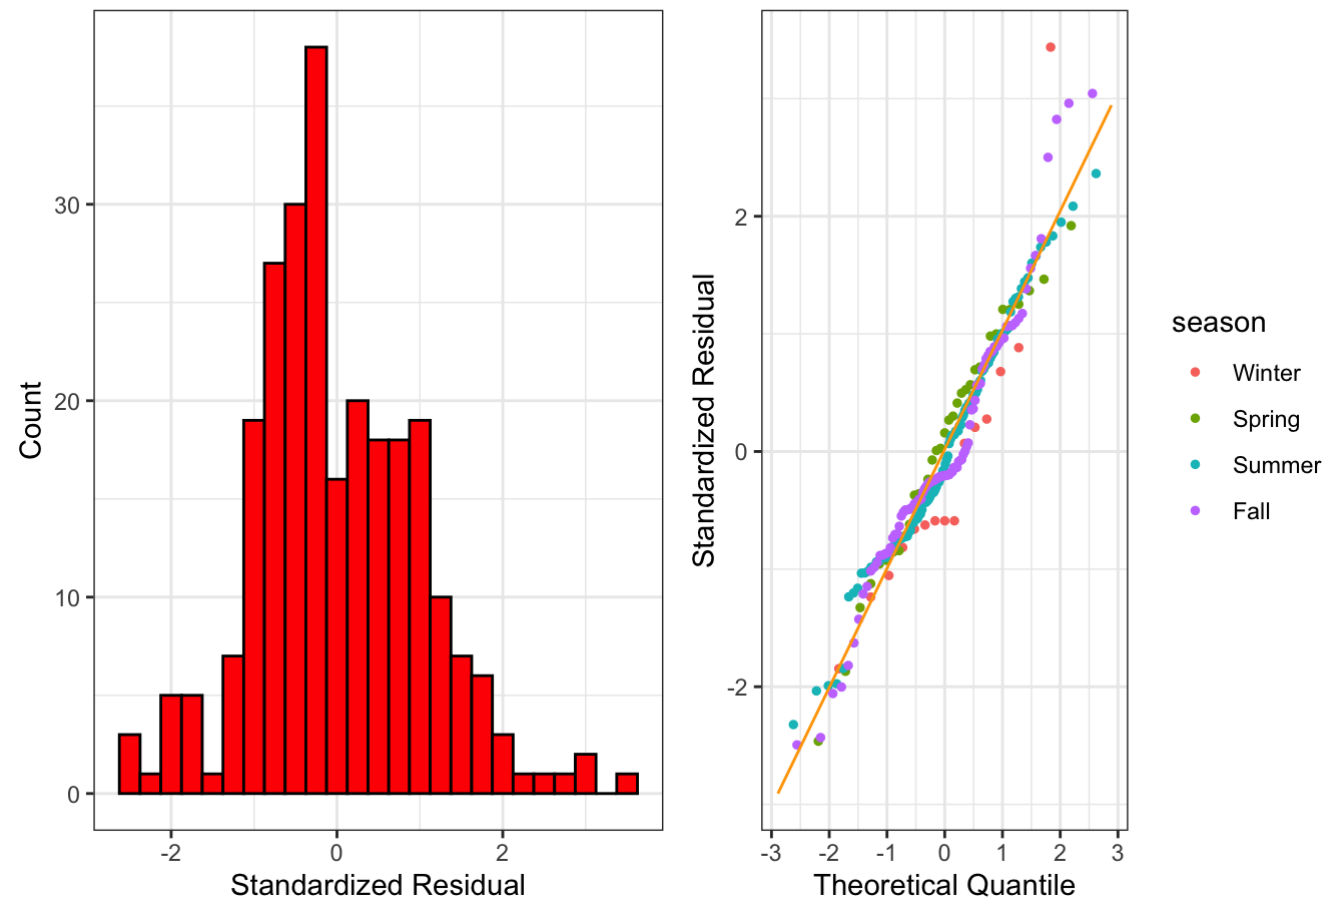 Count
30
20
10
0
-2
0
2
Standardized Residual
Standardized Residual
2
0
-2
-3
-2
-1
0
1
2
3
Theoretical Quantile
season
Winter
Spring
Summer
Fall